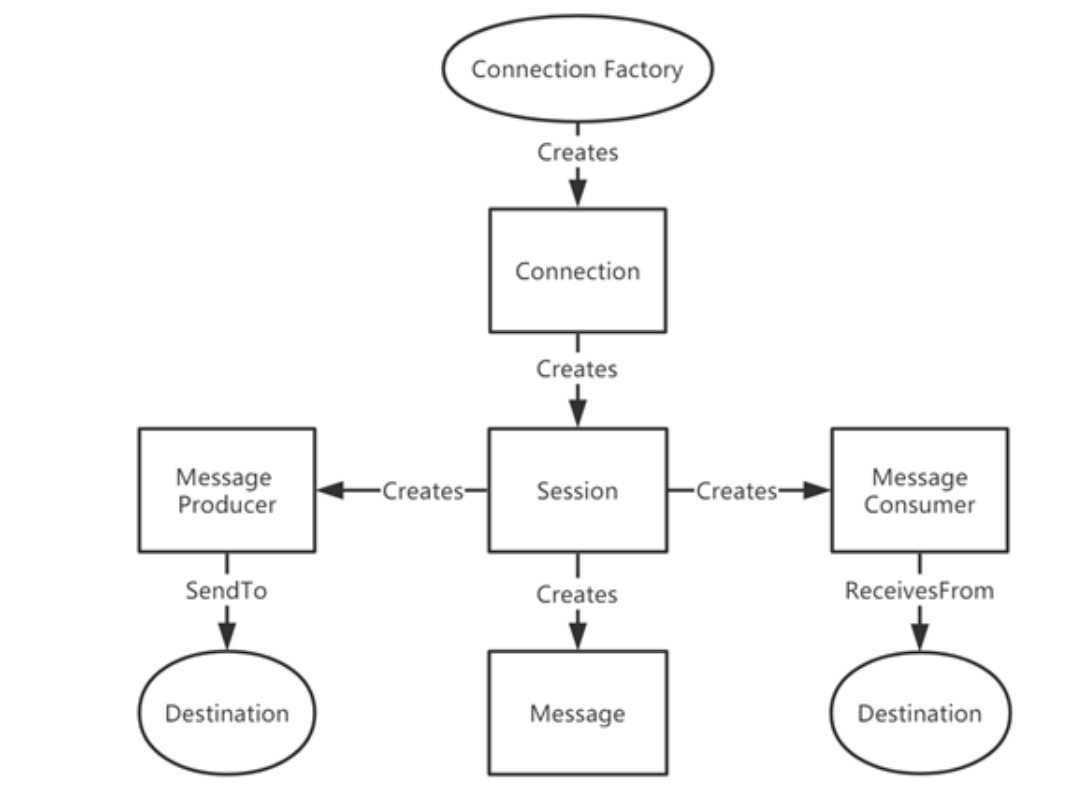 Connection Factory
Creates
Connection
Creates
Message
Producer
Creates
Session
Creates
Message
Consumer
SendTo
Creates
ReceivesFrom
Destination
Message
Destination